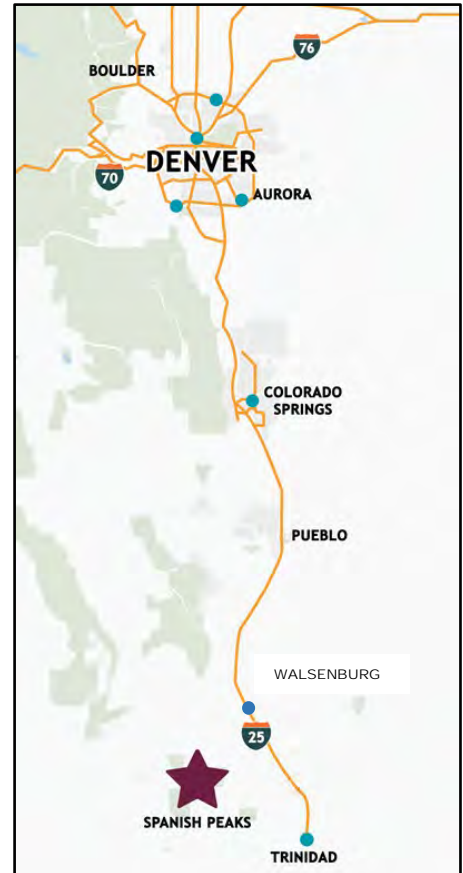 76
BOULDER
DENVER
70
AURORA
COLORADO
SPRINGS
PUEBLO
WALSENBURG
25
SPANISH PEAKS
TRINIDAD